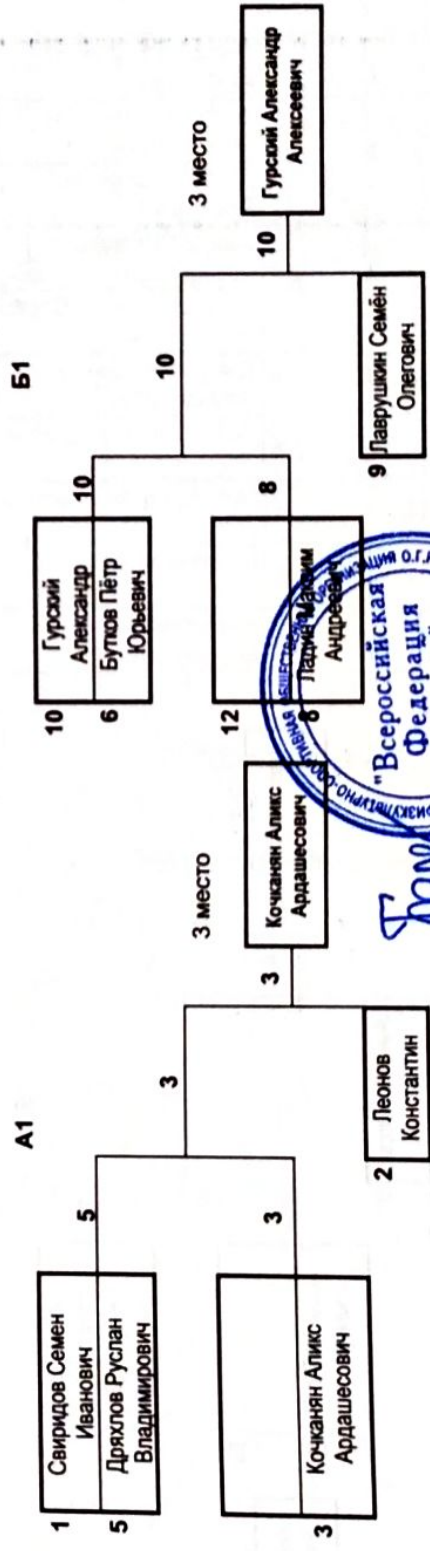 А1
1 Свиридов Семен
Иванович
5 Дряхлов Руслан
Владимирович
5
3
3 Кочканян Аликс
Ардашесович
3
2 Леонов
Константин
3
3 место
Кочканян Аликс
Ардашесович
Б1
10 Гурский
Александр
6 Бутков Пётр
Юрьевич
10
10
12
8 Ладин Максим
Андреевич
8
9 Лаврушкин Семён
Олегович
10
3 место
Гурский Александр
Алексеевич
"Всероссийская
Федерация